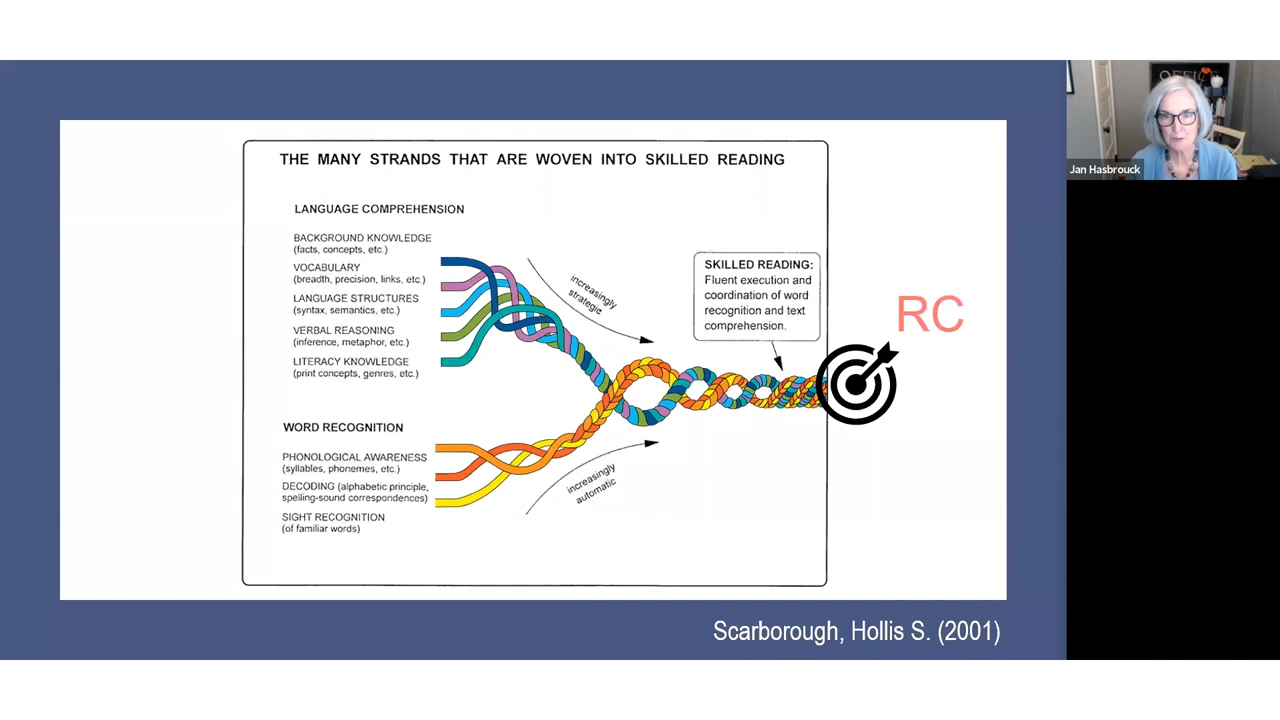 THE MANY STRANDS THAT ARE WOVEN INTO SKILLED READING
LANGUAGE COMPREHENSION
BACKGROUND KNOWLEDGE
(facts, concepts, etc.)
VOCABULARY
(breadth, precision, links, etc.)
LANGUAGE STRUCTURES
(syntax, semantics, etc.)
VERBAL REASONING
(inference, metaphor, etc.)
LITERACY KNOWLEDGE
(print concepts, genres, etc.)
increasingly
strategic
SKILLED READING:
Fluent execution and
coordination of word
recognition and text
comprehension.
RC
WORD RECOGNITION
PHONOLOGICAL AWARENESS
(syllables, phonemes, etc.)
DECODING (alphabetic principle,
spelling-sound correspondences)
SIGHT RECOGNITION
(of familiar words)
increasingly
automatic
Scarborough, Hollis S. (2001)
OFFICE
Jan Hasbrouck